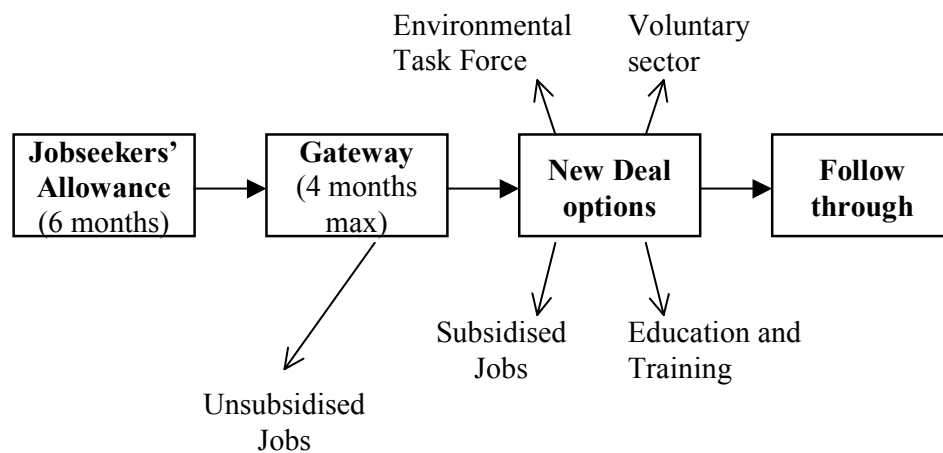 Environmental
Task Force
Voluntary
sector
Jobseekers’
Allowance
(6 months)
Gateway
(4 months
max)
New Deal
options
Follow
through
Subsidised
Jobs
Education and
Training
Unsubsidised
Jobs